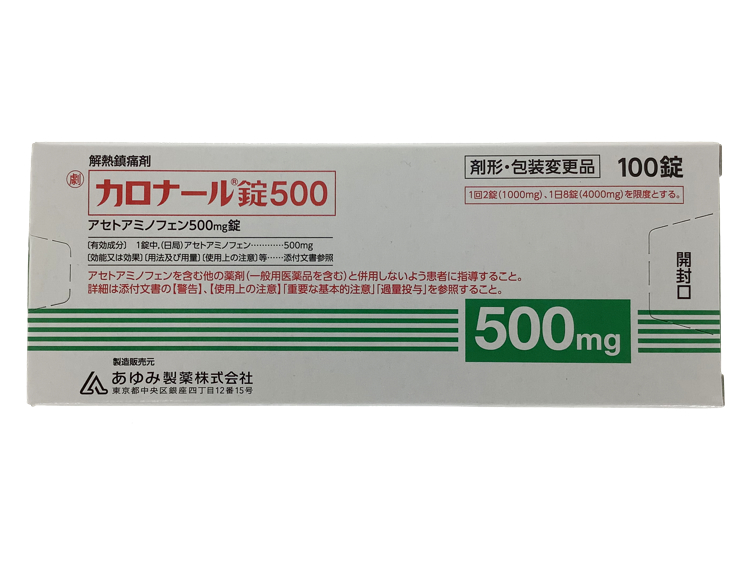 解熱鎮痛剤
劇
カロナール®錠500
アセトアミノフェン500mg錠
剤形・包装変更品
100錠
1回2錠(1000mg)、1日8錠(4000mg)を限度とする。
〔有効成分〕 1錠中、(日局)アセトアミノフェン…………500mg
〔効能又は効果〕〔用法及び用量〕〔使用上の注意〕等……添付文書参照
アセトアミノフェンを含む他の薬剤(一般用医薬品を含む)と併用しないよう患者に指導すること。
詳細は添付文書の【警告】、【使用上の注意】「重要な基本的注意」「過量投与」を参照すること。
開封口
500mg
製造販売元
あゆみ製薬株式会社
東京都中央区銀座四丁目12番15号